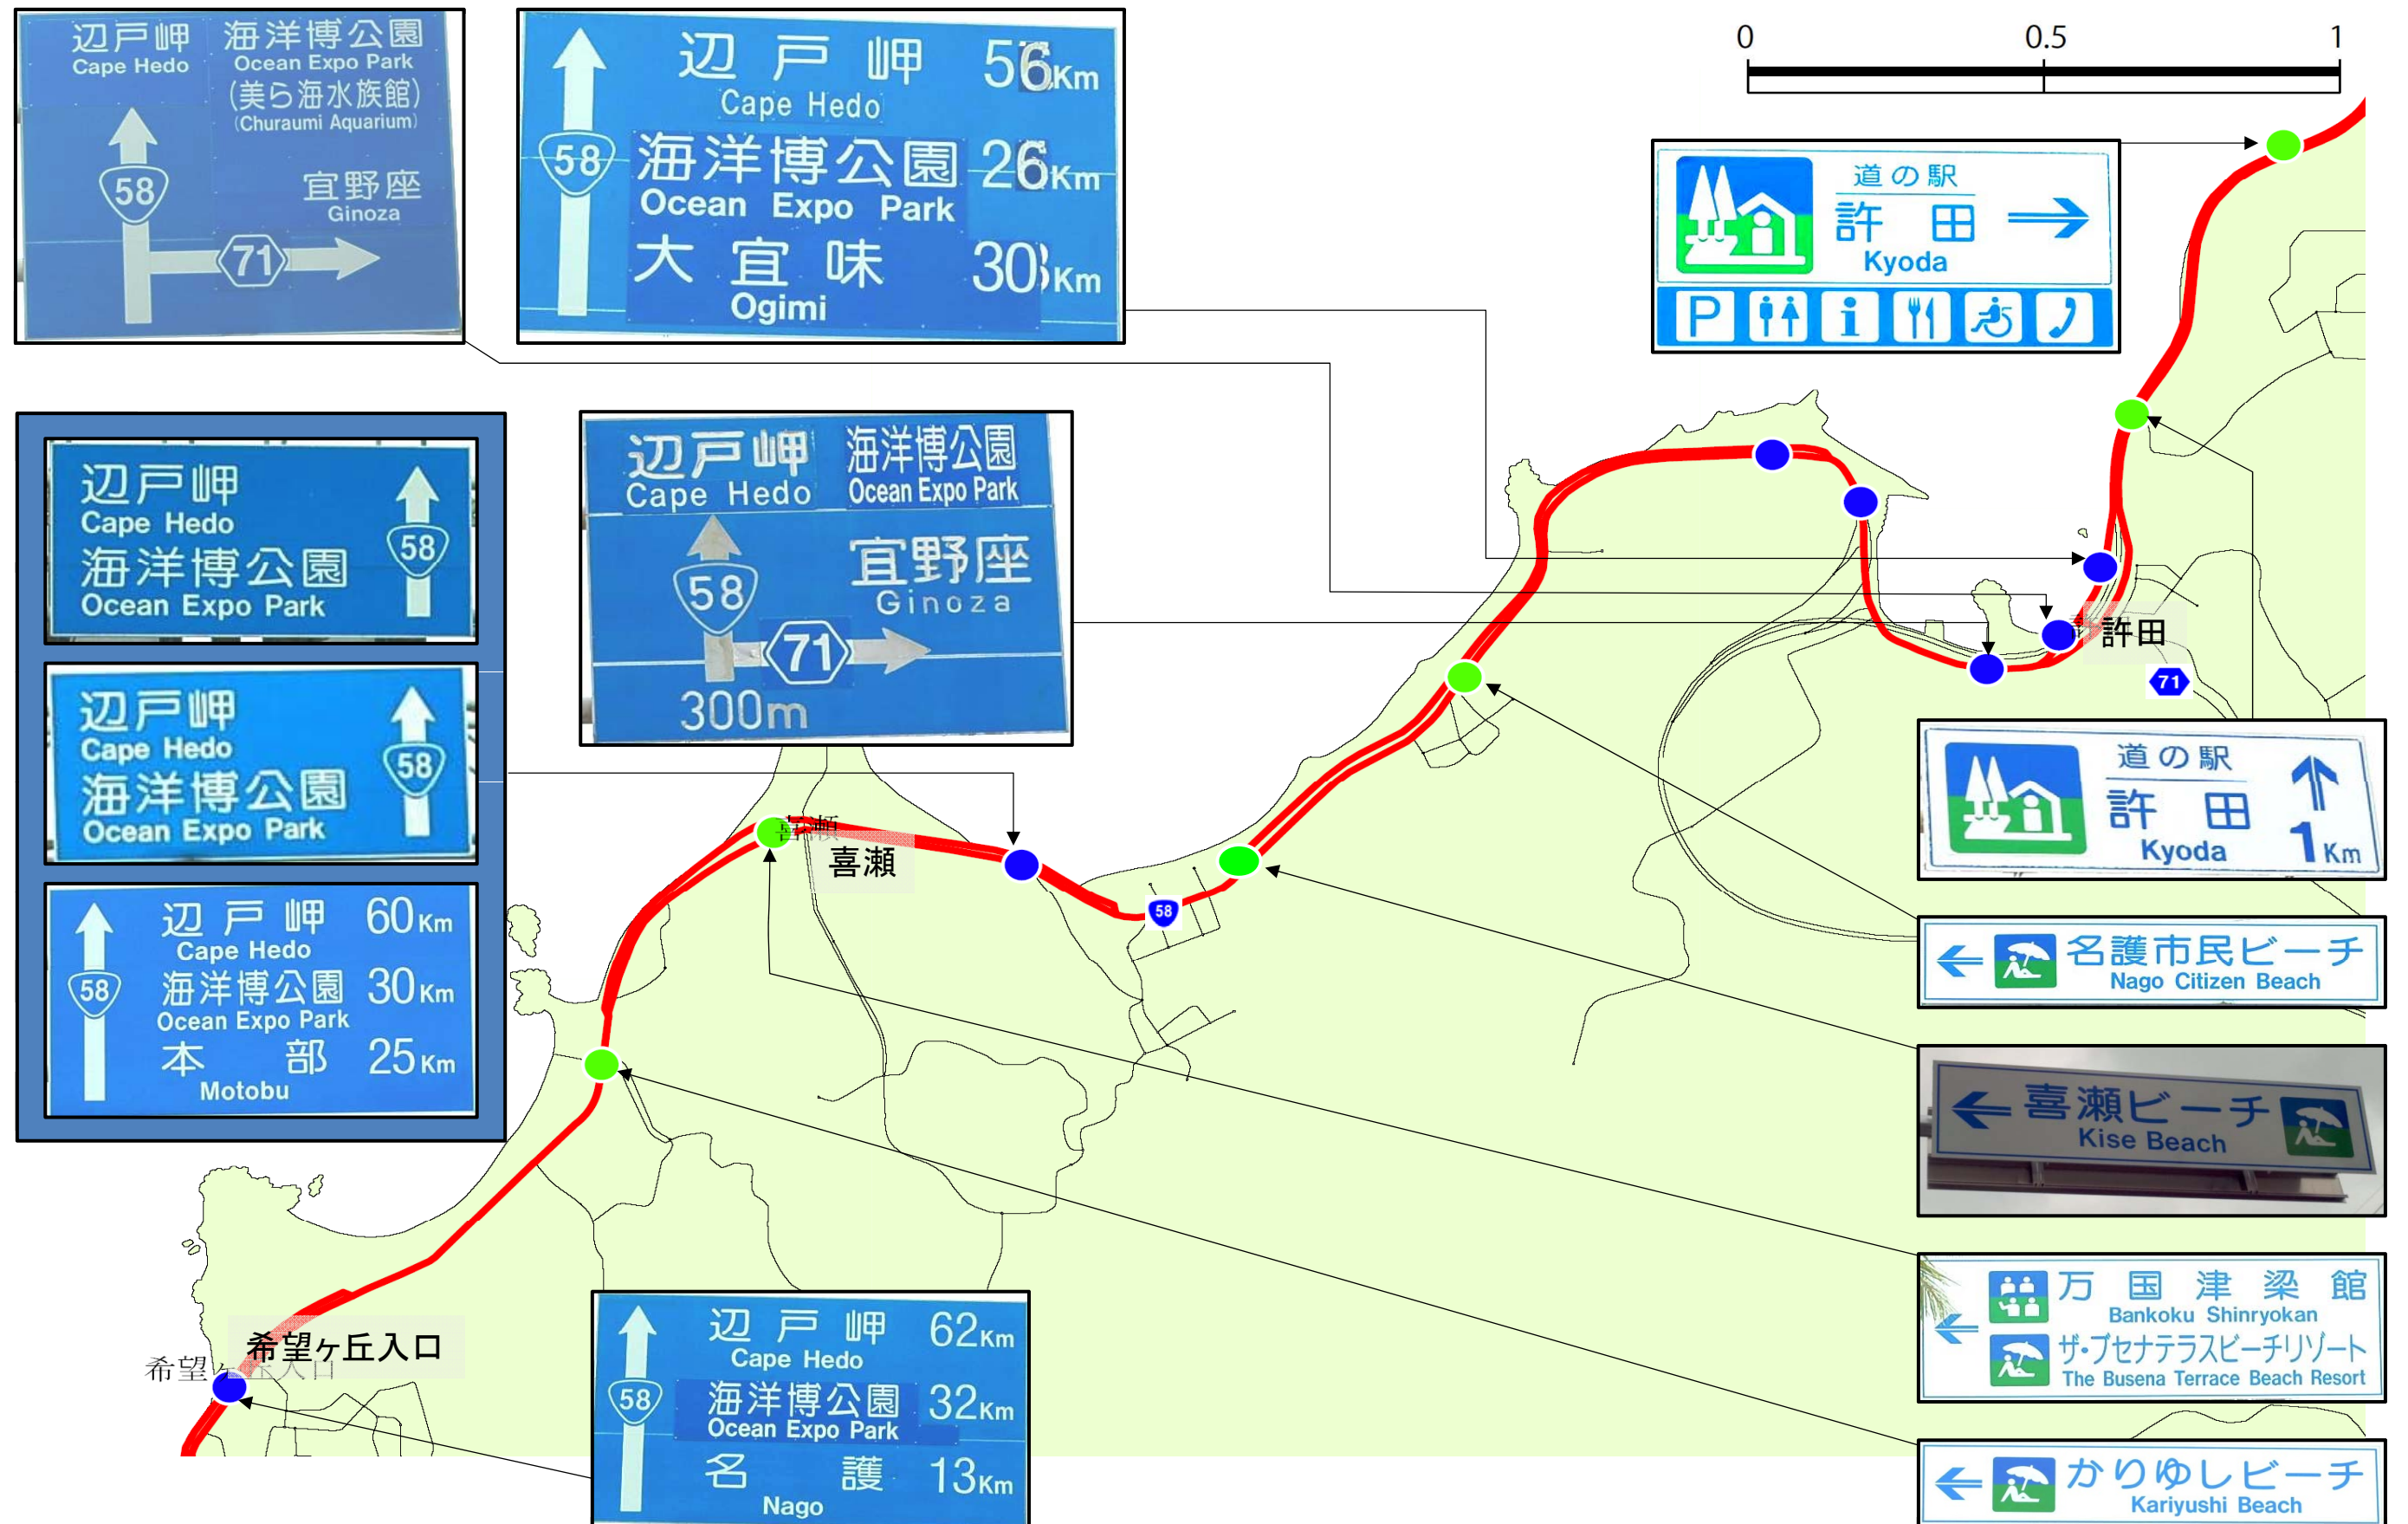 辺戸岬 海洋博公園
Cape Hedo Ocean Expo Park
(美ら海水族館)
(Churaumi Aquarium)
58
宜野座
Ginoza
71
辺戸岬 56Km
Cape Hedo
58
海洋博公園 26Km
Ocean Expo Park
大宜味 30Km
Ogimi
0 0.5 1
道の駅
許田
Kyoda
P
辺戸岬
Cape Hedo
58
海洋博公園
Ocean Expo Park
辺戸岬
Cape Hedo
58
海洋博公園
Ocean Expo Park
辺戸岬 60Km
Cape Hedo
58
海洋博公園 30Km
Ocean Expo Park
本部 25Km
Motobu
辺戸岬 海洋博公園
Cape Hedo Ocean Expo Park
58
宜野座
Ginoza
71
300m
許田
71
道の駅
許田
Kyoda
1Km
喜瀬
喜瀬
58
名護市民ビーチ
Nago Citizen Beach
喜瀬ビーチ
Kise Beach
万国津梁館
Bankoku Shinryokan
ザ・ブセナテラスビーチリゾート
The Busena Terrace Beach Resort
かりゆしビーチ
Kariyushi Beach
希望ヶ丘入口
希望ヶ丘入口
辺戸岬 62Km
Cape Hedo
58
海洋博公園 32Km
Ocean Expo Park
名護 13Km
Nago